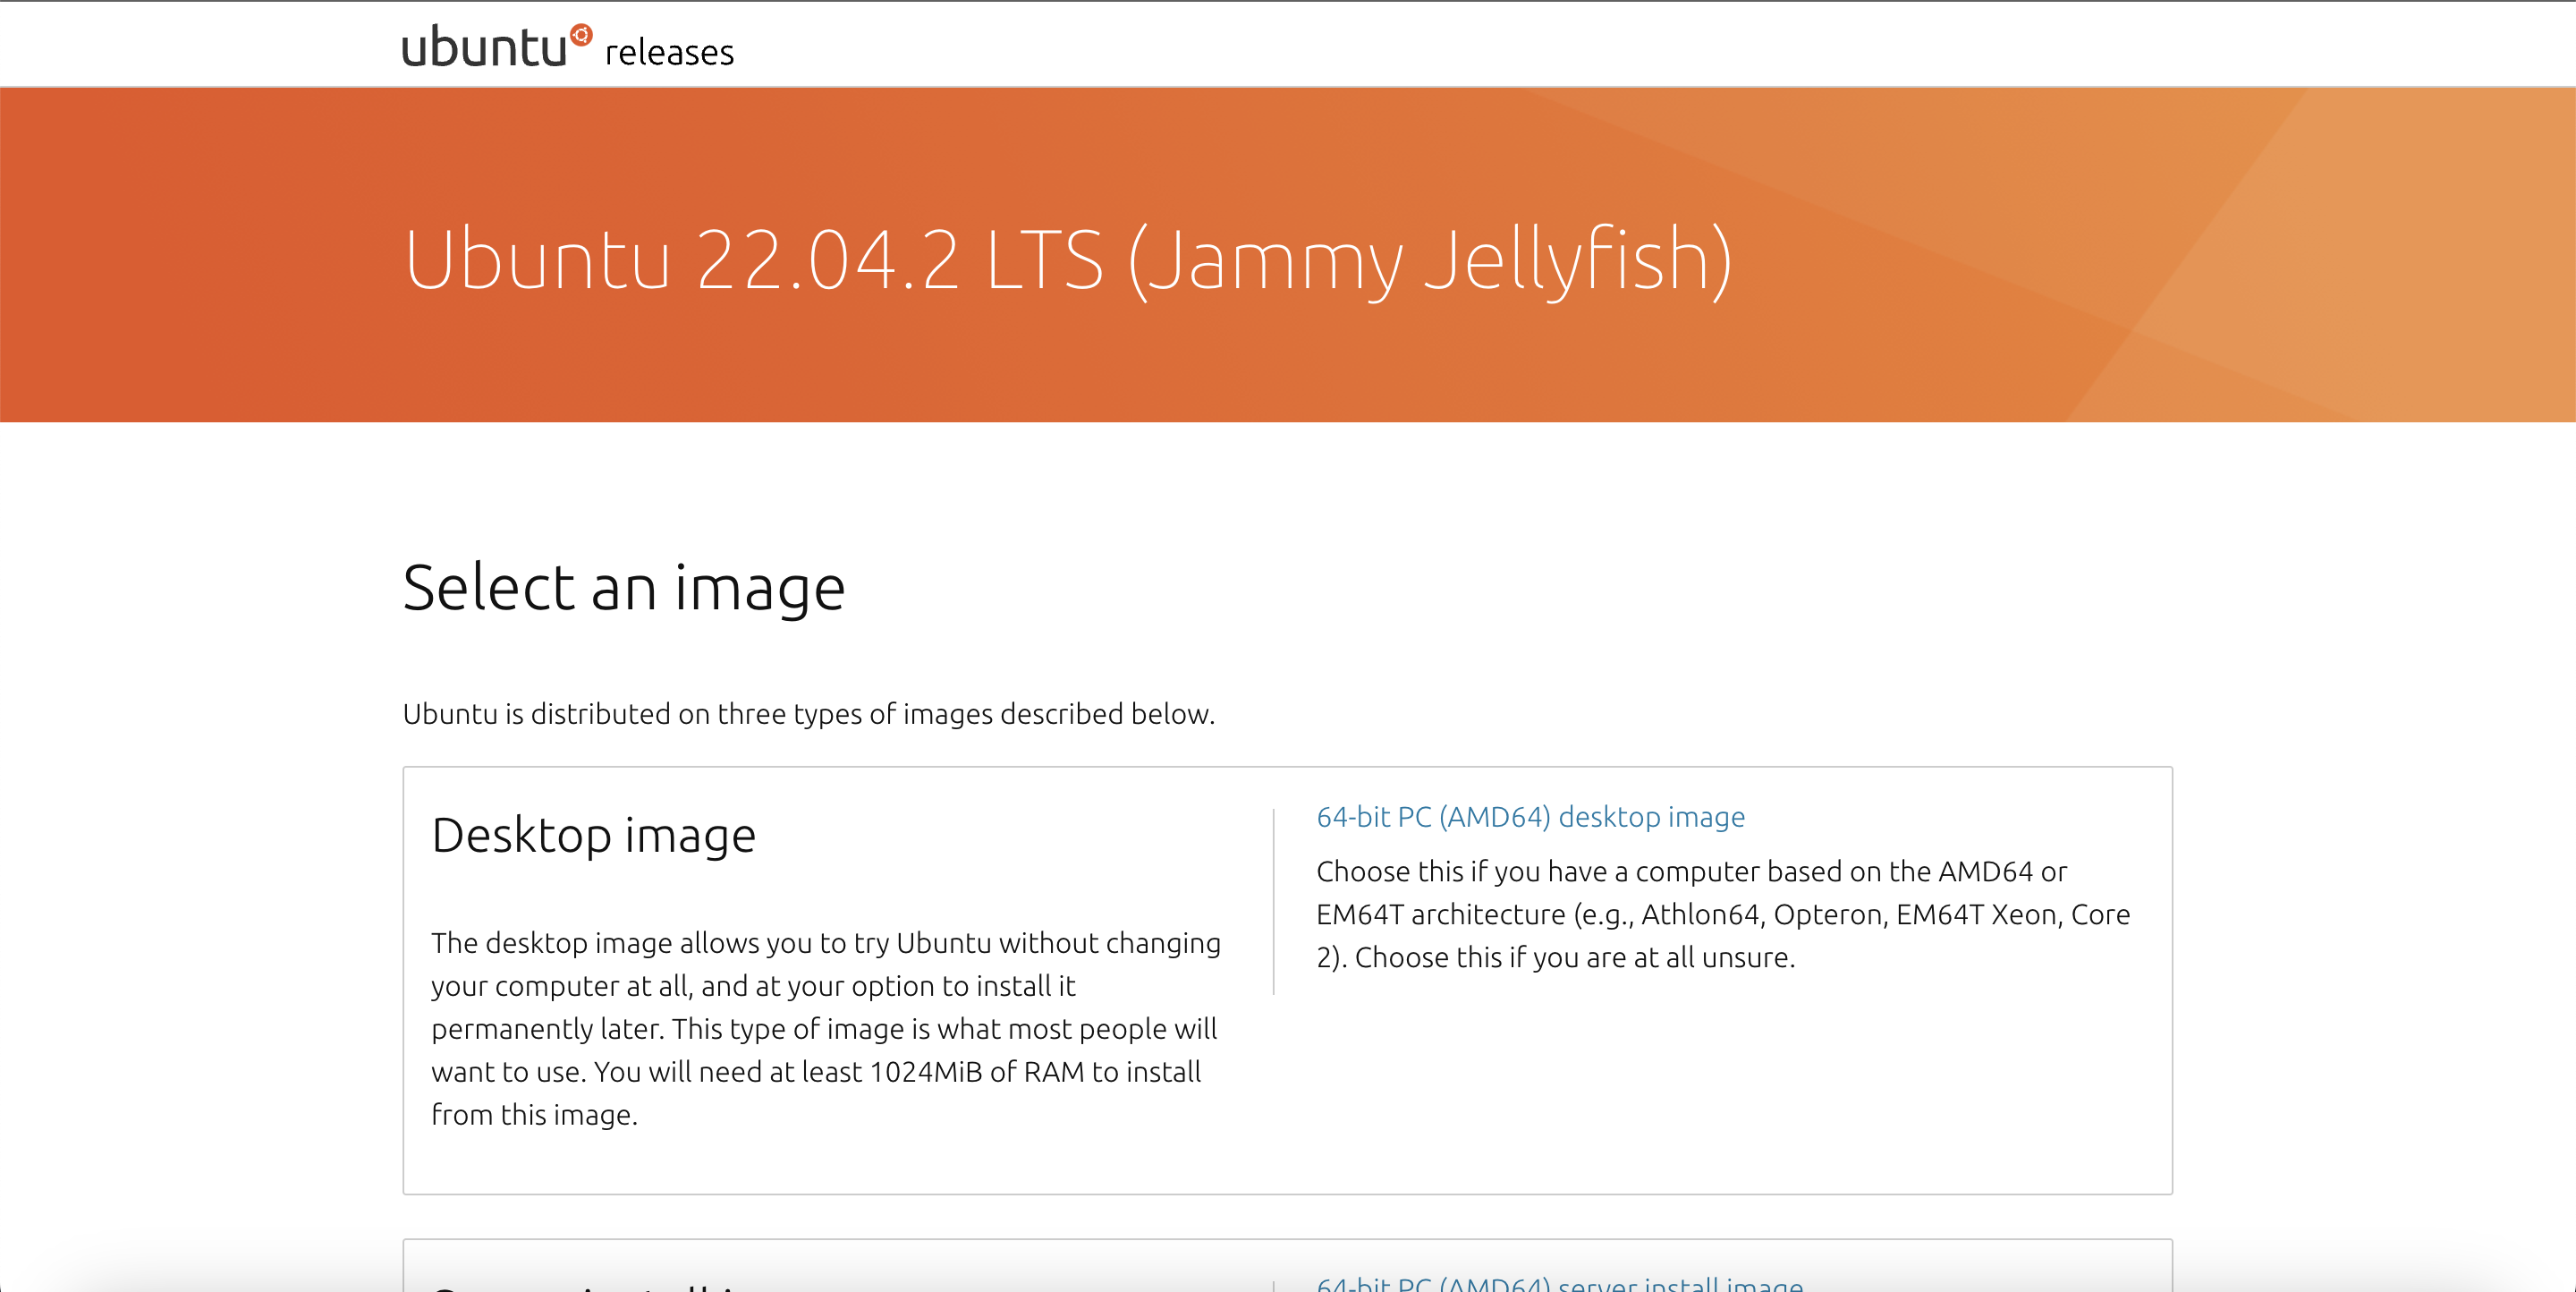 ubuntu releases
Ubuntu 22.04.2 LTS (Jammy Jellyfish)
Select an image
Ubuntu is distributed on three types of images described below.
Desktop image
The desktop image allows you to try Ubuntu without changing
your computer at all, and at your option to install it
permanently later. This type of image is what most people will
want to use. You will need at least 1024MiB of RAM to install
from this image.
64-bit PC (AMD64) desktop image
Choose this if you have a computer based on the AMD64 or
EM64T architecture (e.g., Athlon64, Opteron, EM64T Xeon, Core
2). Choose this if you are at all unsure.
64-bit PC (AMD64) server install image